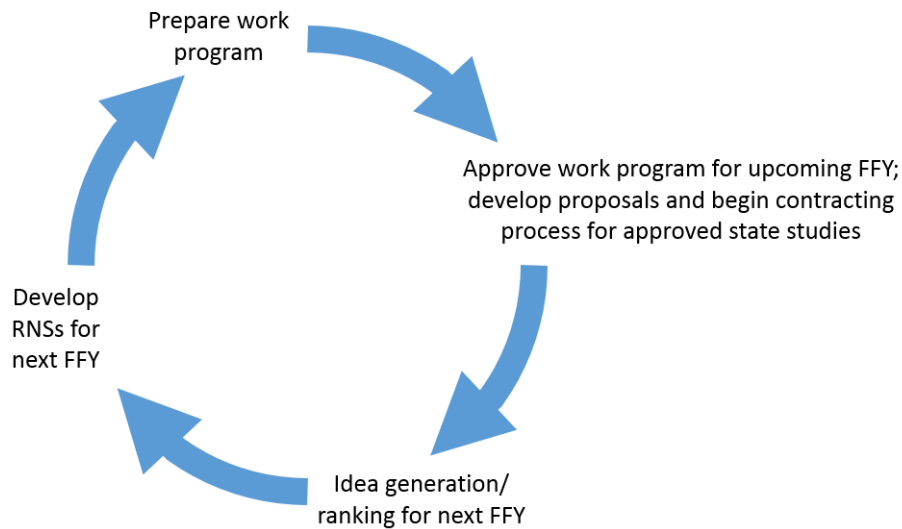 Prepare work
program
Approve work program for upcoming FFY;
develop proposals and begin contracting
process for approved state studies
Idea generation/
ranking for next FFY
Develop
RNSs for
next FFY